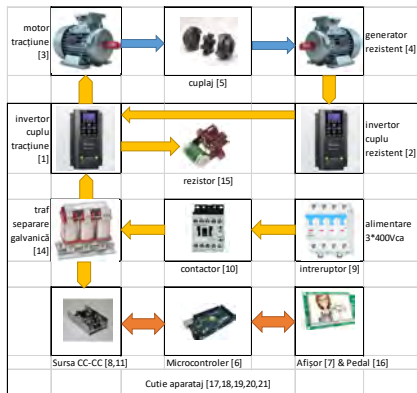 motor
tracțiune
[3]
cuplaj [5]
generator
rezistent [4]
invertor
cuplu
tracțiune
[1]
rezistor [15]
invertor
cuplu
rezistent [2]
traf
separare
galvanică
[14]
contactor [10]
intreruptor [9]
alimentare
3*400Vca
Sursa CC-CC [8,11]
Microcontroler [6]
Afișor [7] & Pedal [16]
Cutie aparataj [17,18,19,20,21]